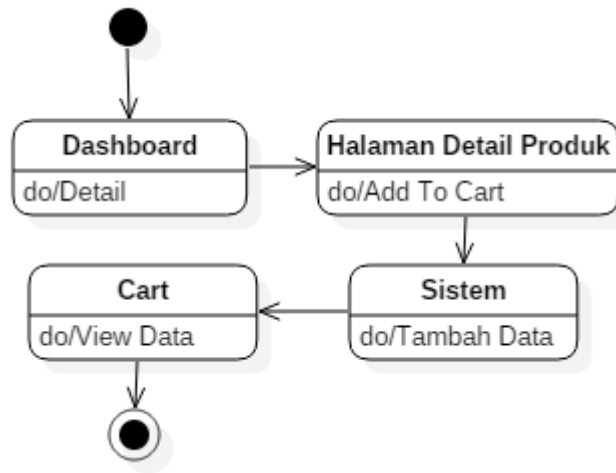 Dashboard
do/Detail
Halaman Detail Produk
do/Add To Cart
Cart
do/View Data
Sistem
do/Tambah Data